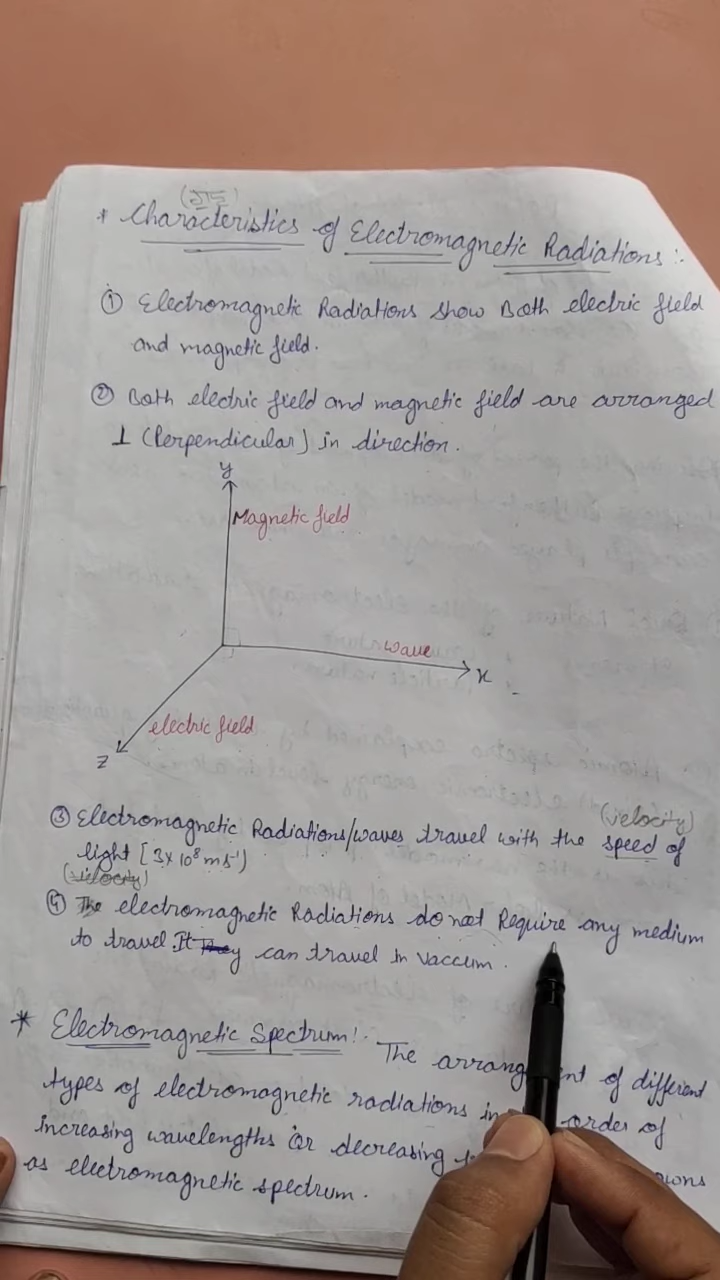 * Characteristics of Electromagnetic Radiations:-
① Electromagnetic Radiations show Both electric field
and magnetic field.
② Both electric field and magnetic field are arranged
⊥ (Perpendicular) in direction.
y
Magnetic field
wave
x
electric field
z
(velocity)
③ Electromagnetic Radiations/waves travel with the speed of
light [3×10⁸ms⁻¹)
(velocity)
④ The electromagnetic Radiations do not Require any medium
to travel. It They can travel in vaccum.
* Electromagnetic Spectrum:- The of different
types of electromagnetic radiations in order of
increasing wavelengths or decreasing
as electromagnetic spectrum.